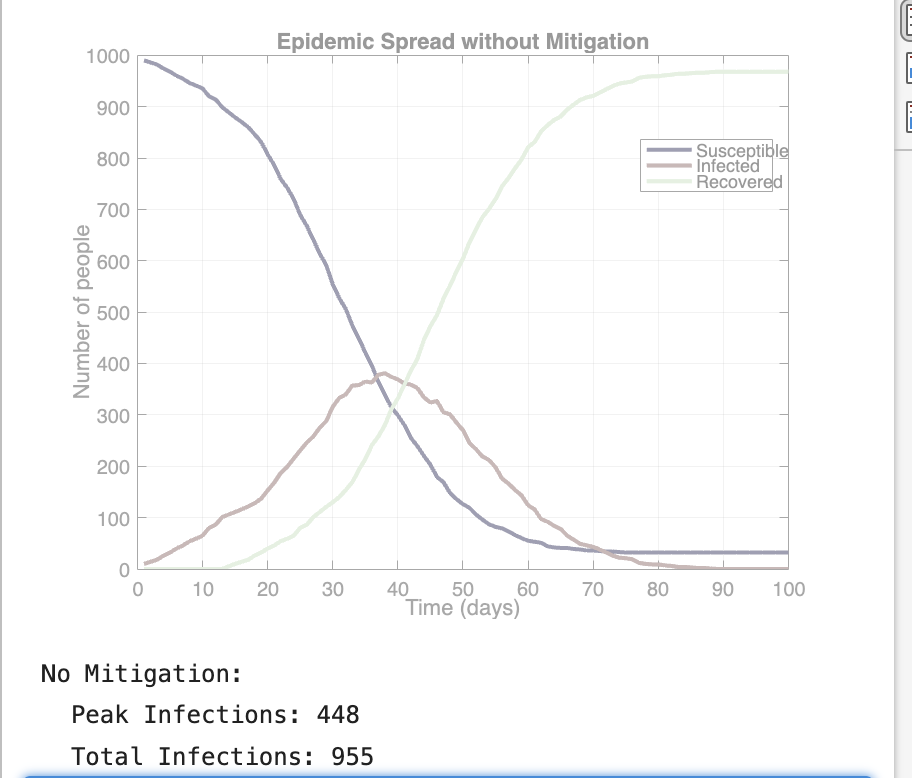 Epidemic Spread without Mitigation
1000
900
800
700
600
500
400
300
200
100
0
Number of people
Susceptible
Infected
Recovered
0 10 20 30 40 50 60 70 80 90 100
Time (days)
No Mitigation:
Peak Infections: 448
Total Infections: 955